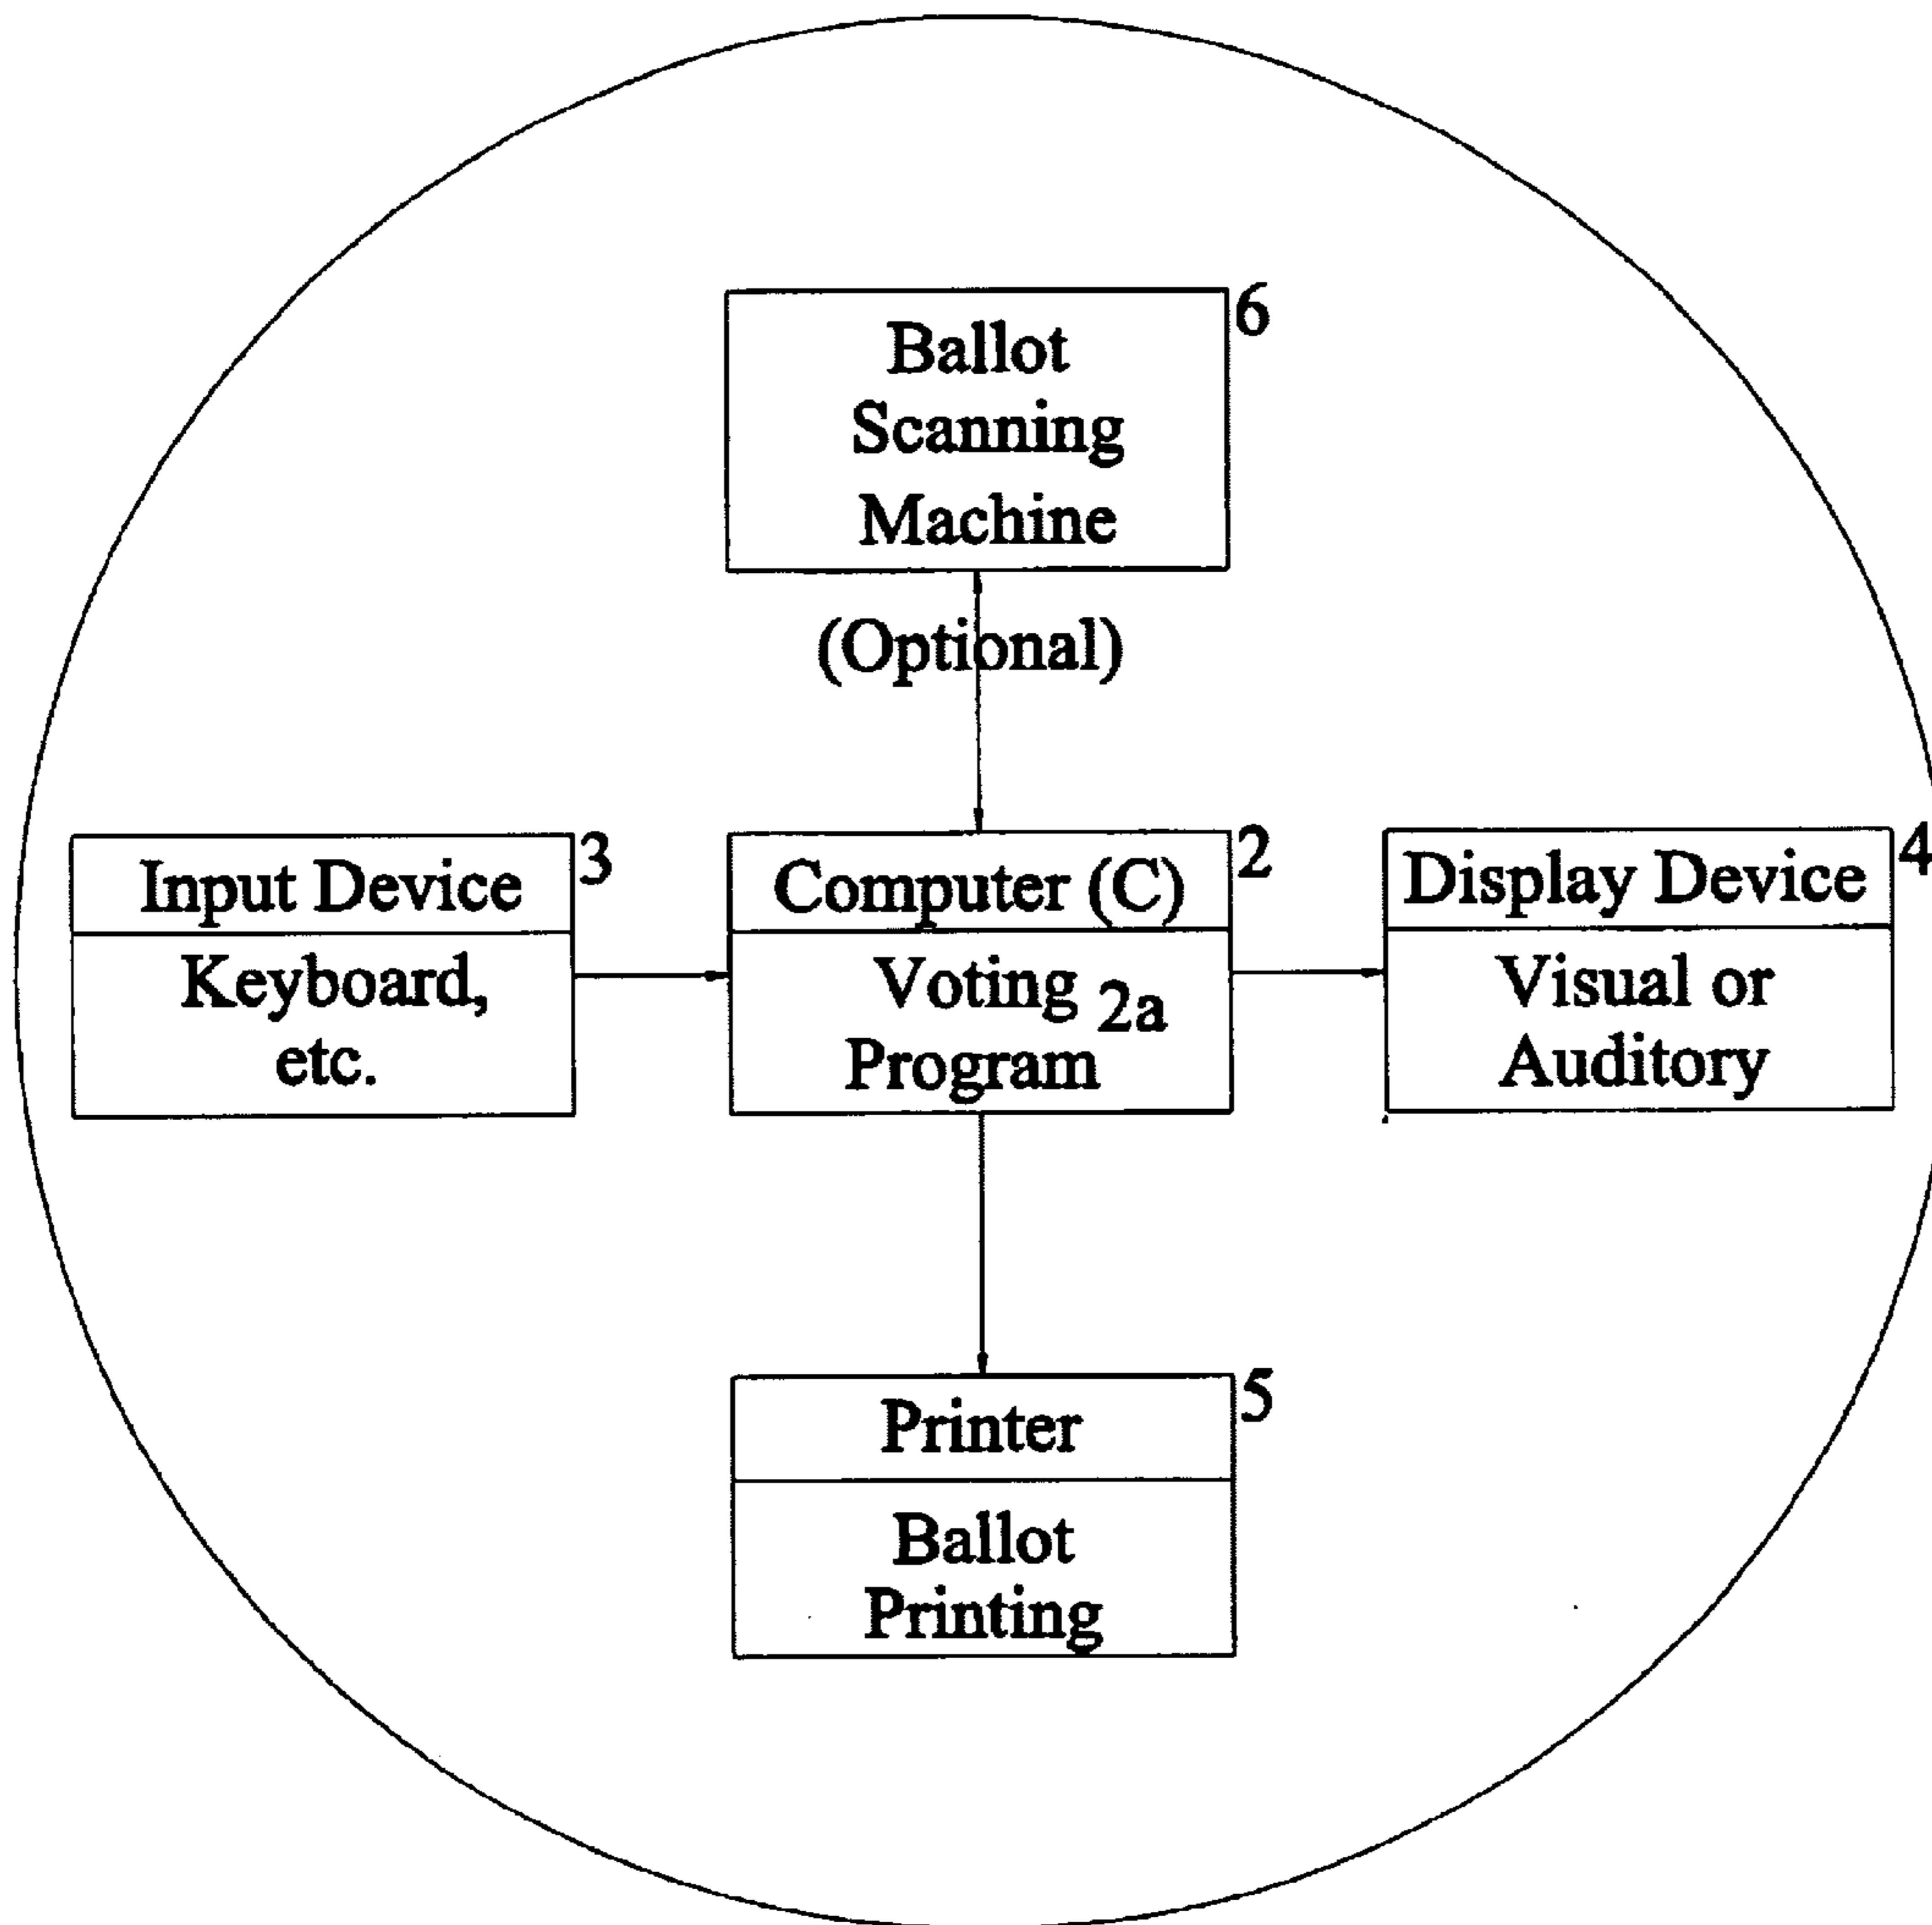 6
Ballot
Scanning
Machine
(Optional)
3
Input Device
Keyboard,
etc.
2
Computer (C)
Voting 2a
Program
4
Display Device
Visual or
Auditory
5
Printer
Ballot
Printing